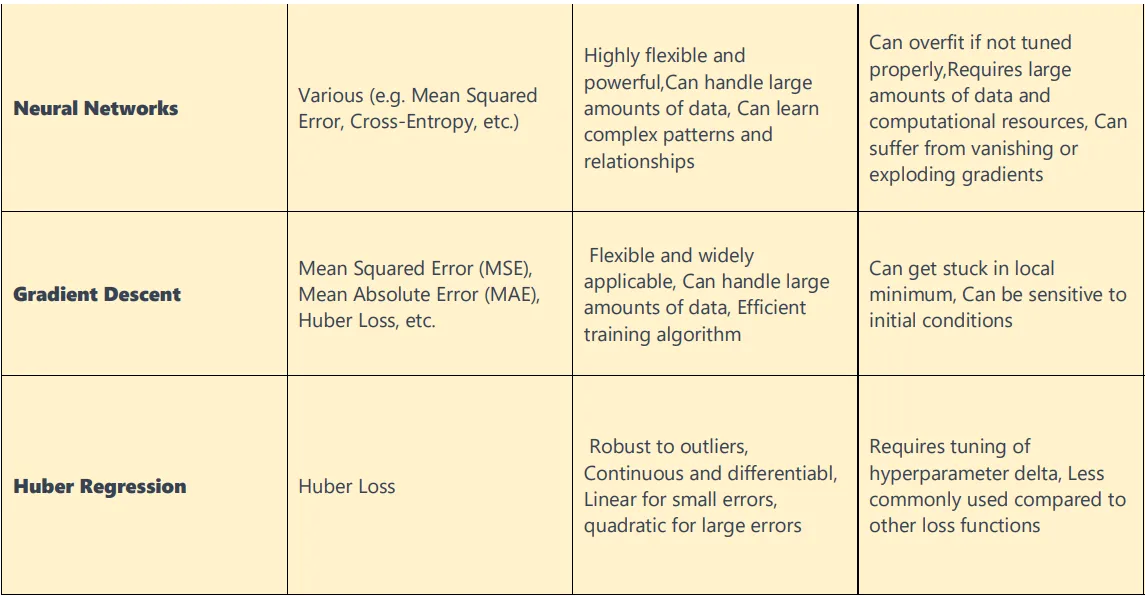 Neural Networks
Various (e.g. Mean Squared
Error, Cross-Entropy, etc.)
Highly flexible and
powerful,Can handle large
amounts of data, Can learn
complex patterns and
relationships
Can overfit if not tuned
properly,Requires large
amounts of data and
computational resources, Can
suffer from vanishing or
exploding gradients
Gradient Descent
Mean Squared Error (MSE),
Mean Absolute Error (MAE),
Huber Loss, etc.
Flexible and widely
applicable, Can handle large
amounts of data, Efficient
training algorithm
Can get stuck in local
minimum, Can be sensitive to
initial conditions
Huber Regression
Huber Loss
Robust to outliers,
Continuous and differentiabl,
Linear for small errors,
quadratic for large errors
Requires tuning of
hyperparameter delta, Less
commonly used compared to
other loss functions